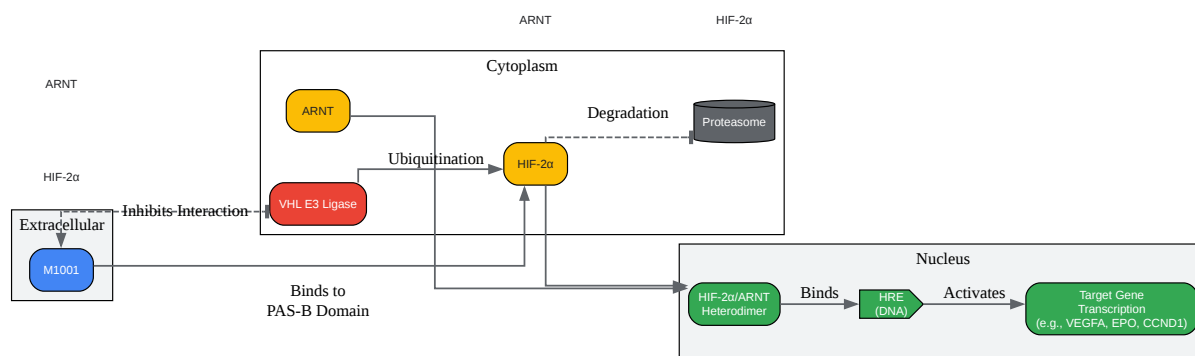 ARNT
HIF-2α
ARNT
Cytoplasm
ARNT
Degradation
Proteasome
Ubiquitination
HIF-2α
HIF-2α
VHL E3 Ligase
Inhibits Interaction
Extracellular
M1001
Binds to
PAS-B Domain
Nucleus
HIF-2α/ARNT
Heterodimer
Binds
HRE
(DNA)
Activates
Target Gene
Transcription
(e.g., VEGFA, EPO, CCND1)